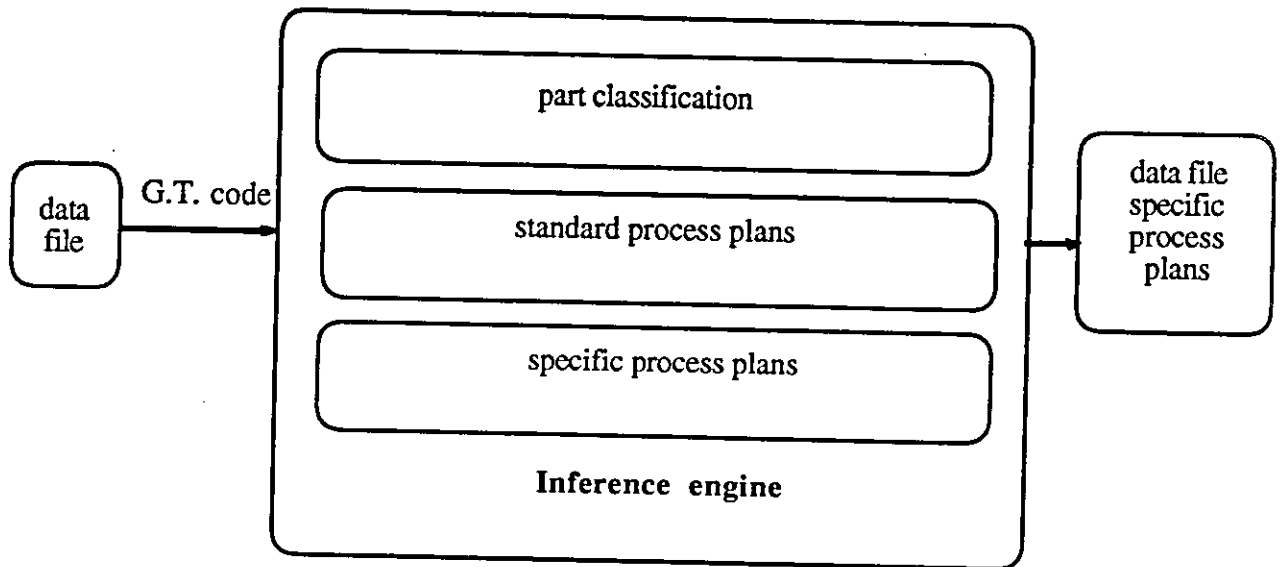 data
file
G.T. code
part classification
standard process plans
specific process plans
Inference engine
data file
specific
process
plans